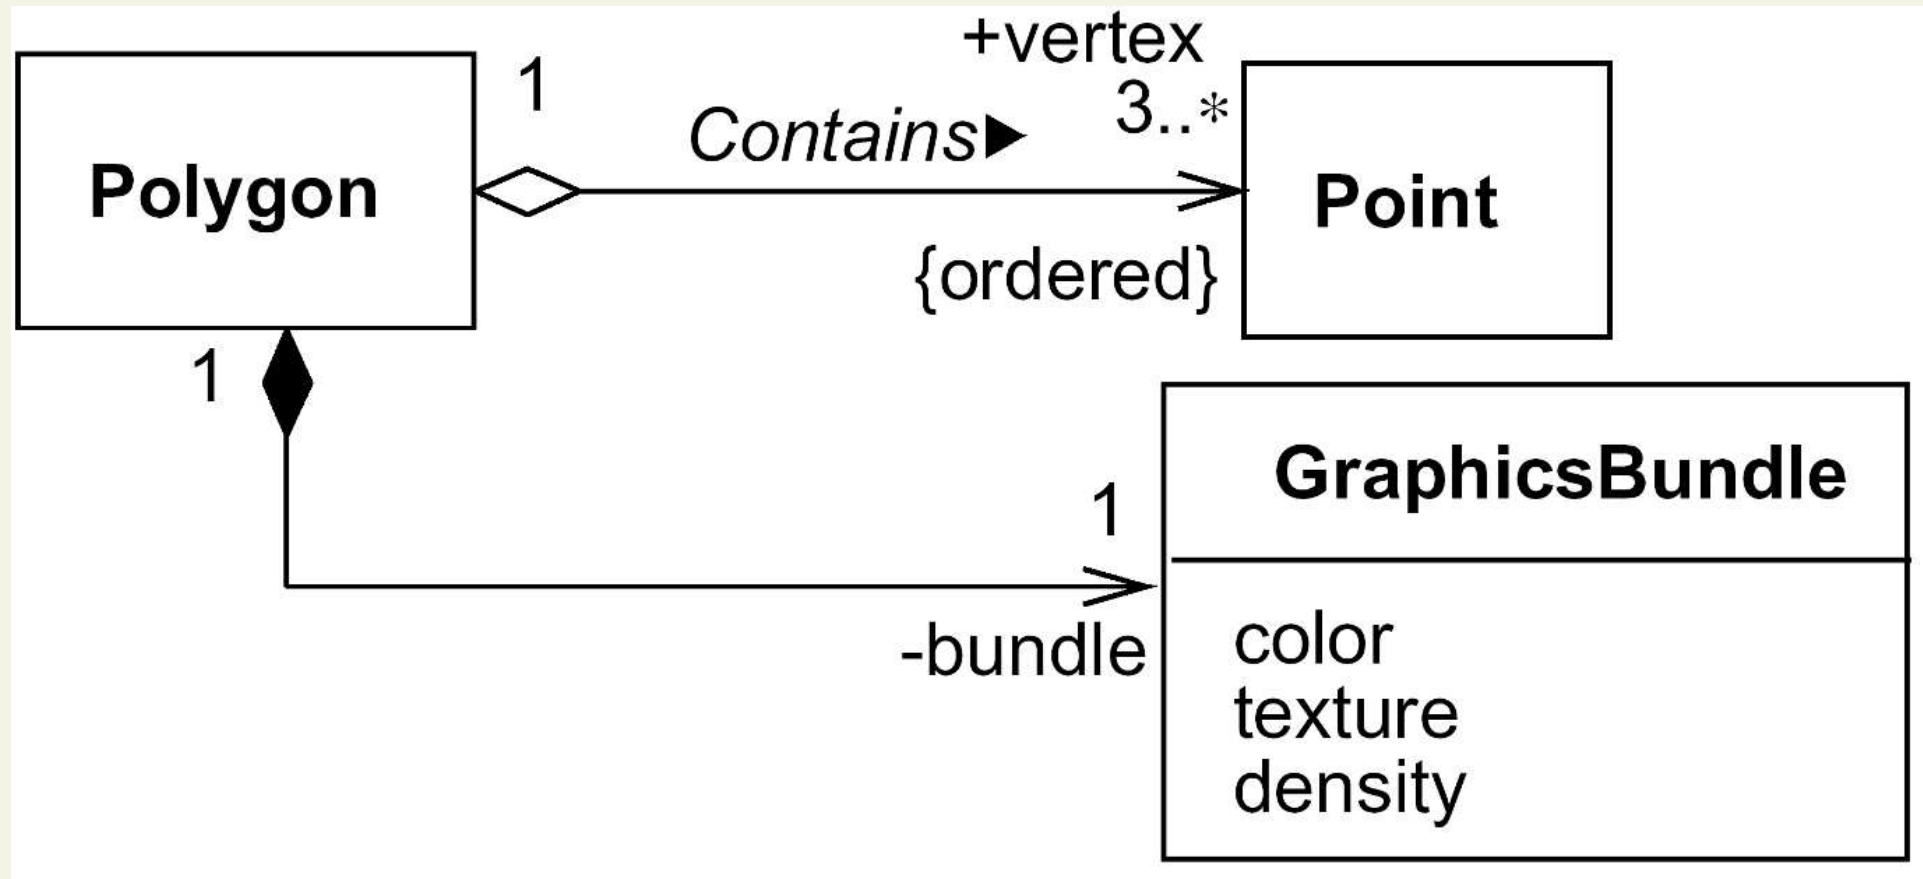 +vertex
1
3..*
Contains▶
Polygon
Point
{ordered}
1
GraphicsBundle
1
-bundle
color
texture
density